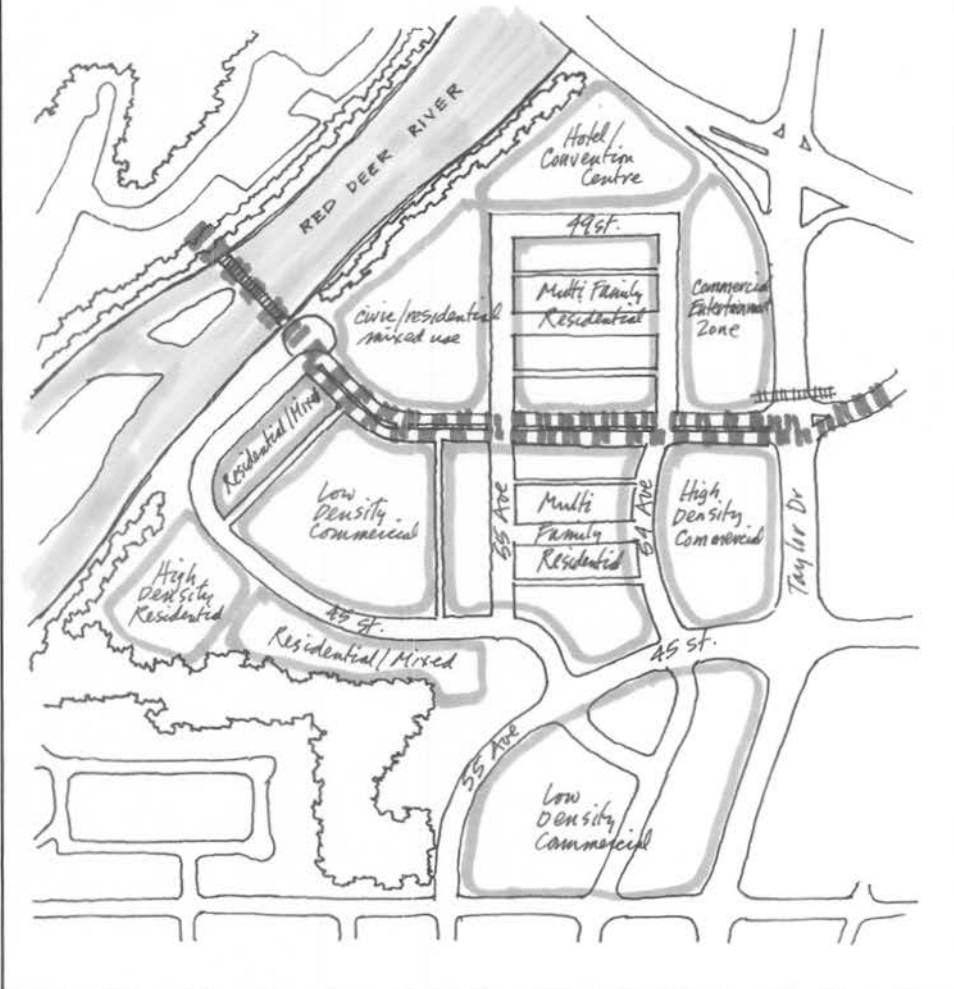 RED DEER RIVER
Hotel/
Convention
Centre
49 st.
Multi Family
Residential
Commercial
Entertainment
Zone
civic/residential
mixed use
Residential/Mixed
Low
Density
Commercial
55 Ave
Multi
Family
Residential
54 Ave
High
Density
Commercial
Taylor Dr
High
Density
Residential
45 st.
Residential/Mixed
45 st.
55 Ave
Low
Density
Commercial